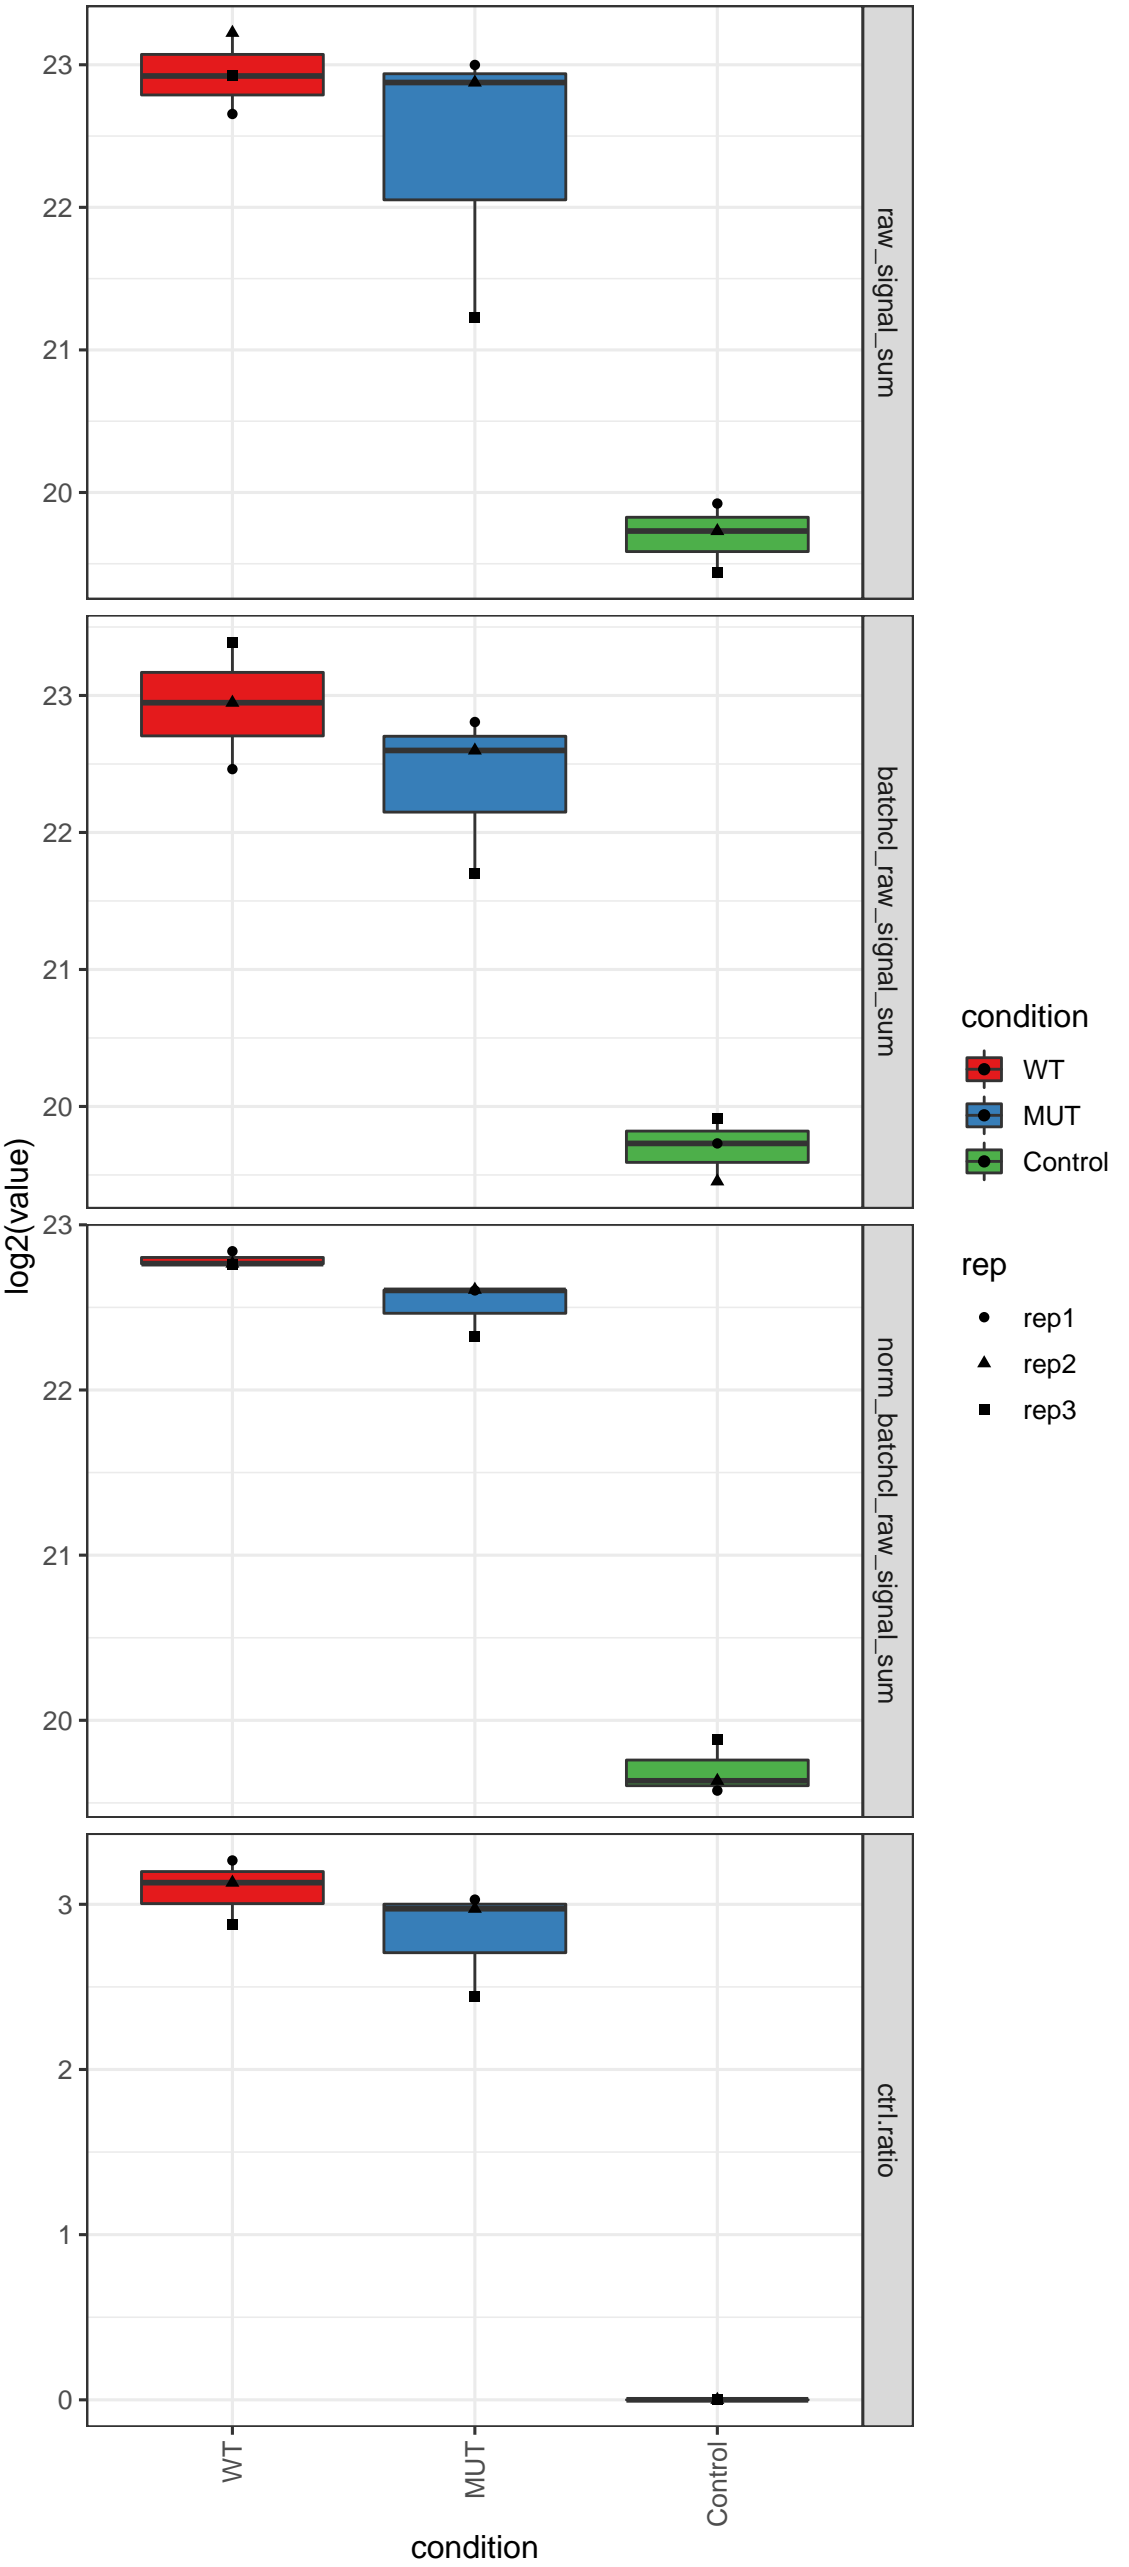 23
22
21
20
raw_signal_sum
23
22
21
20
batchcl_raw_signal_sum
23
22
21
20
norm_batchcl_raw_signal_sum
3
2
1
0
ctrl.ratio
log2(value)
WT
MUT
Control
condition
condition
WT
MUT
Control
rep
rep1
rep2
rep3